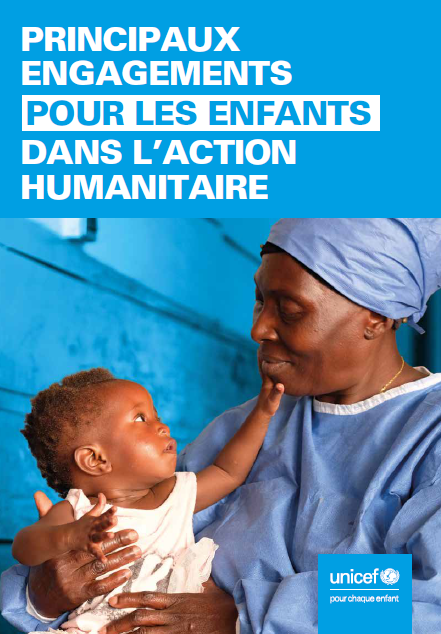 PRINCIPAUX
ENGAGEMENTS
POUR LES ENFANTS
DANS L'ACTION
HUMANITAIRE
unicef
pour chaque enfant